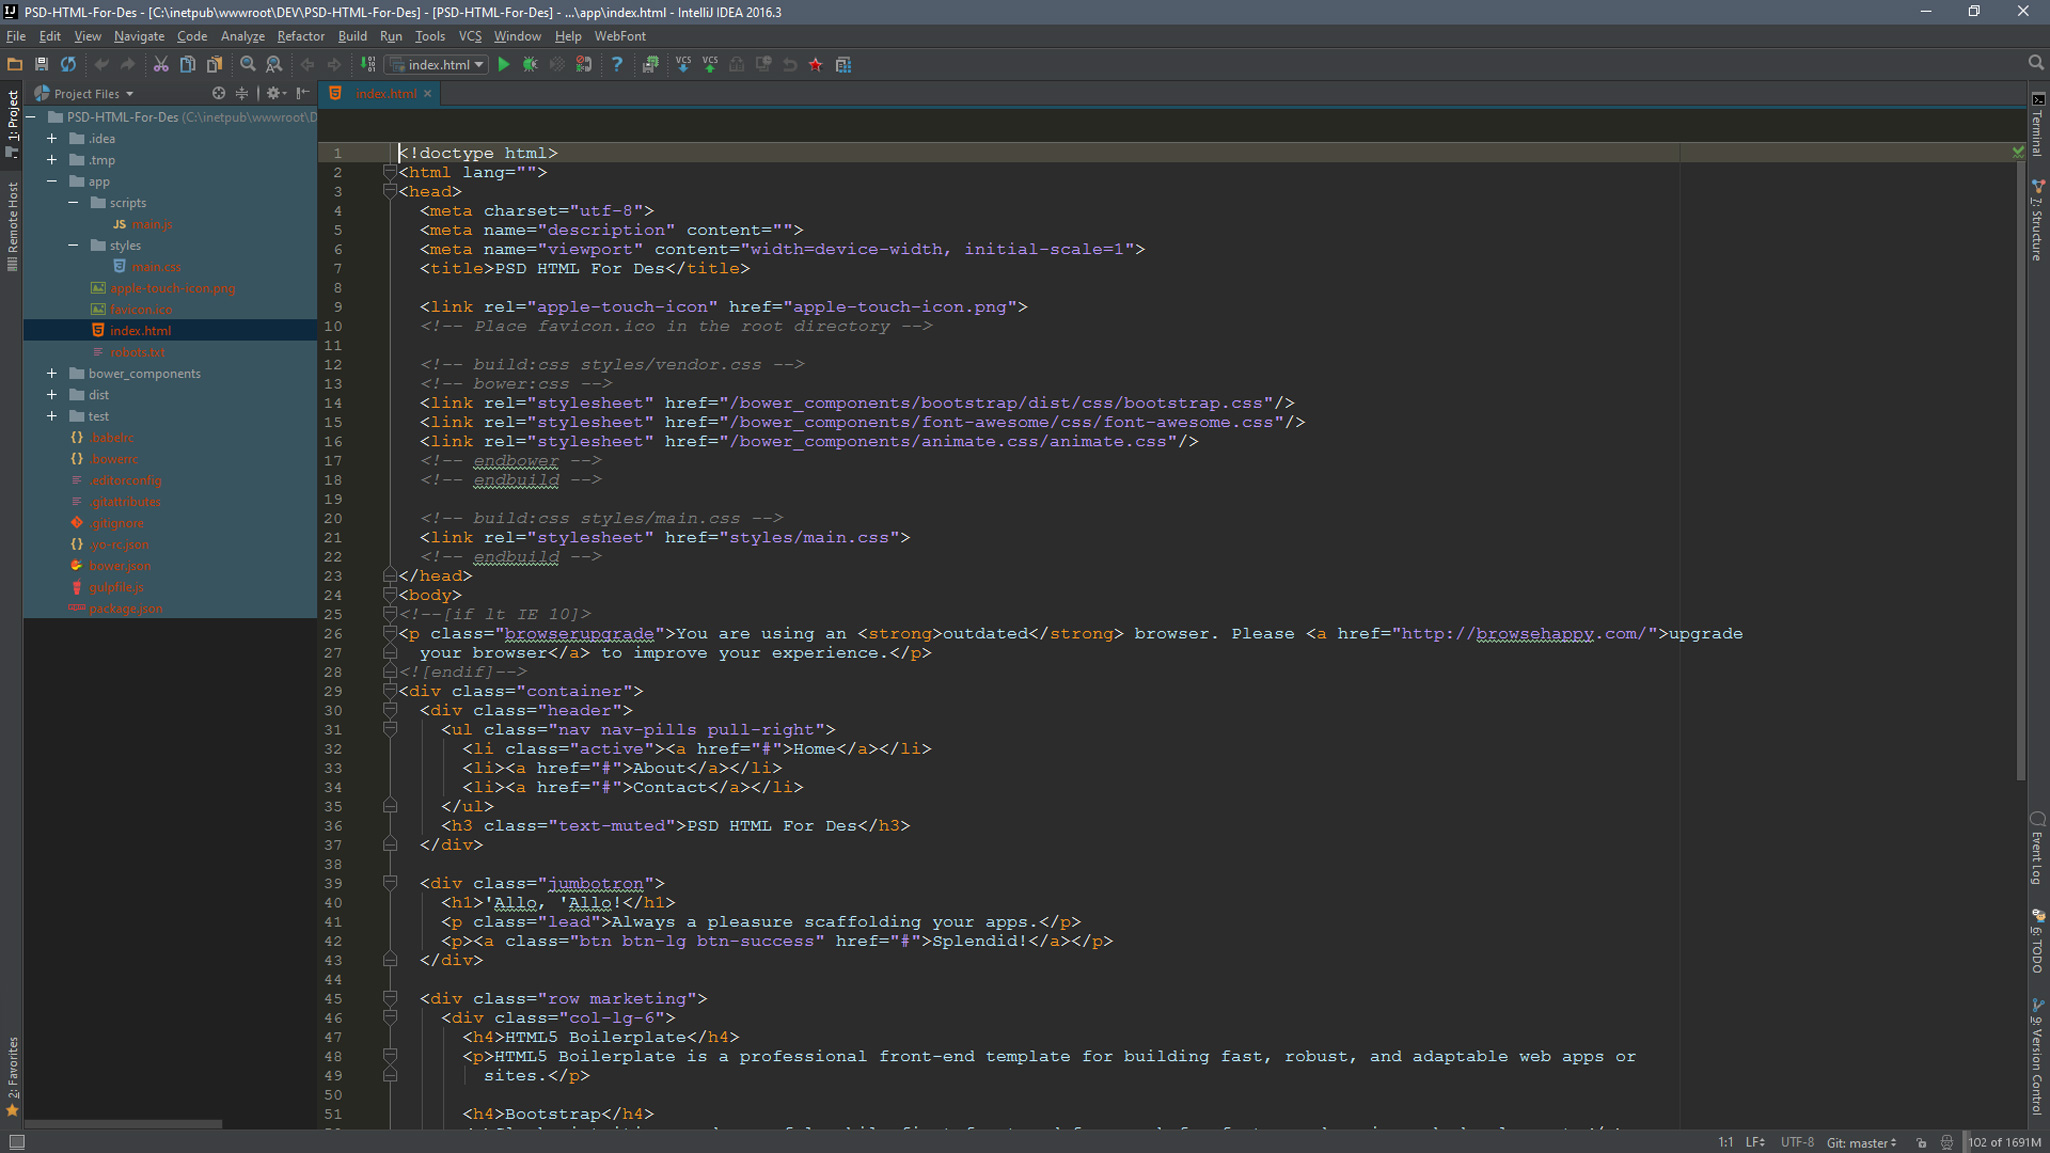 PSD-HTML-For-Des - [C:\inetpub\wwwroot\DEV\PSD-HTML-For-Des] - [PSD-HTML-For-Des] - ...\app\index.html - IntelliJ IDEA 2016.3
File Edit View Navigate Code Analyze Refactor Build Run Tools VCS Window Help WebFont
index.html
VCS VCS
Project Files
index.html
1: Project
Remote Host
2: Favorites
PSD-HTML-For-Des (C:\inetpub\wwwroot\D
.idea
.tmp
app
scripts
JS main.js
styles
main.css
apple-touch-icon.png
favicon.ico
index.html
robots.txt
bower_components
dist
test
.babelrc
.bowerrc
.editorconfig
.gitattributes
.gitignore
.yo-rc.json
bower.json
gulpfile.js
package.json
1 <!doctype html>
2 <html lang="">
3 <head>
4 <meta charset="utf-8">
5 <meta name="description" content="">
6 <meta name="viewport" content="width=device-width, initial-scale=1">
7 <title>PSD HTML For Des</title>
8
9 <link rel="apple-touch-icon" href="apple-touch-icon.png">
10 <!-- Place favicon.ico in the root directory -->
11
12 <!-- build:css styles/vendor.css -->
13 <!-- bower:css -->
14 <link rel="stylesheet" href="/bower_components/bootstrap/dist/css/bootstrap.css"/>
15 <link rel="stylesheet" href="/bower_components/font-awesome/css/font-awesome.css"/>
16 <link rel="stylesheet" href="/bower_components/animate.css/animate.css"/>
17 <!-- endbower -->
18 <!-- endbuild -->
19
20 <!-- build:css styles/main.css -->
21 <link rel="stylesheet" href="styles/main.css">
22 <!-- endbuild -->
23 </head>
24 <body>
25 <!--[if lt IE 10]>
26 <p class="browserupgrade">You are using an <strong>outdated</strong> browser. Please <a href="http://browsehappy.com/">upgrade
27 your browser</a> to improve your experience.</p>
28 <![endif]-->
29 <div class="container">
30 <div class="header">
31 <ul class="nav nav-pills pull-right">
32 <li class="active"><a href="#">Home</a></li>
33 <li><a href="#">About</a></li>
34 <li><a href="#">Contact</a></li>
35 </ul>
36 <h3 class="text-muted">PSD HTML For Des</h3>
37 </div>
38
39 <div class="jumbotron">
40 <h1>'Allo, 'Allo!</h1>
41 <p class="lead">Always a pleasure scaffolding your apps.</p>
42 <p><a class="btn btn-lg btn-success" href="#">Splendid!</a></p>
43 </div>
44
45 <div class="row marketing">
46 <div class="col-lg-6">
47 <h4>HTML5 Boilerplate</h4>
48 <p>HTML5 Boilerplate is a professional front-end template for building fast, robust, and adaptable web apps or
49 sites.</p>
50
51 <h4>Bootstrap</h4>
Terminal
7: Structure
Event Log
6: TODO
9: Version Control
1:1 LF UTF-8 Git: master 102 of 1691M